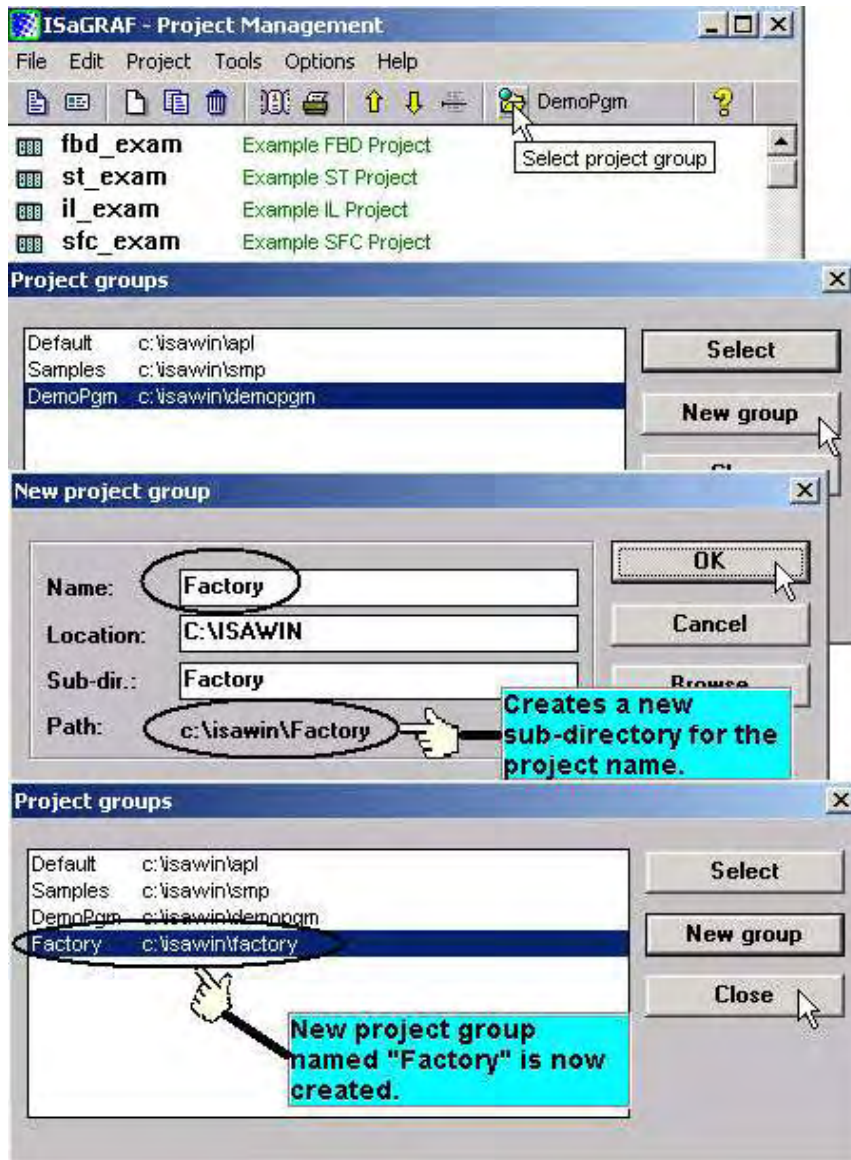 ISaGRAF - Project Management
File Edit Project Tools Options Help
DemoPgm
Select project group
fbd_exam Example FBD Project
st_exam Example ST Project
il_exam Example IL Project
sfc_exam Example SFC Project
Project groups
Default c:\isawin\apl
Samples c:\isawin\smp
DemoPgm c:\isawin\demopgm
Select
New group
New project group
Name: Factory
Location: C:\ISAWIN
Sub-dir.: Factory
Path: c:\isawin\Factory
OK
Cancel
Browse
Creates a new
sub-directory for the
project name.
Project groups
Default c:\isawin\apl
Samples c:\isawin\smp
DemoPgm c:\isawin\demopgm
Factory c:\isawin\factory
Select
New group
Close
New project group
named "Factory" is now
created.